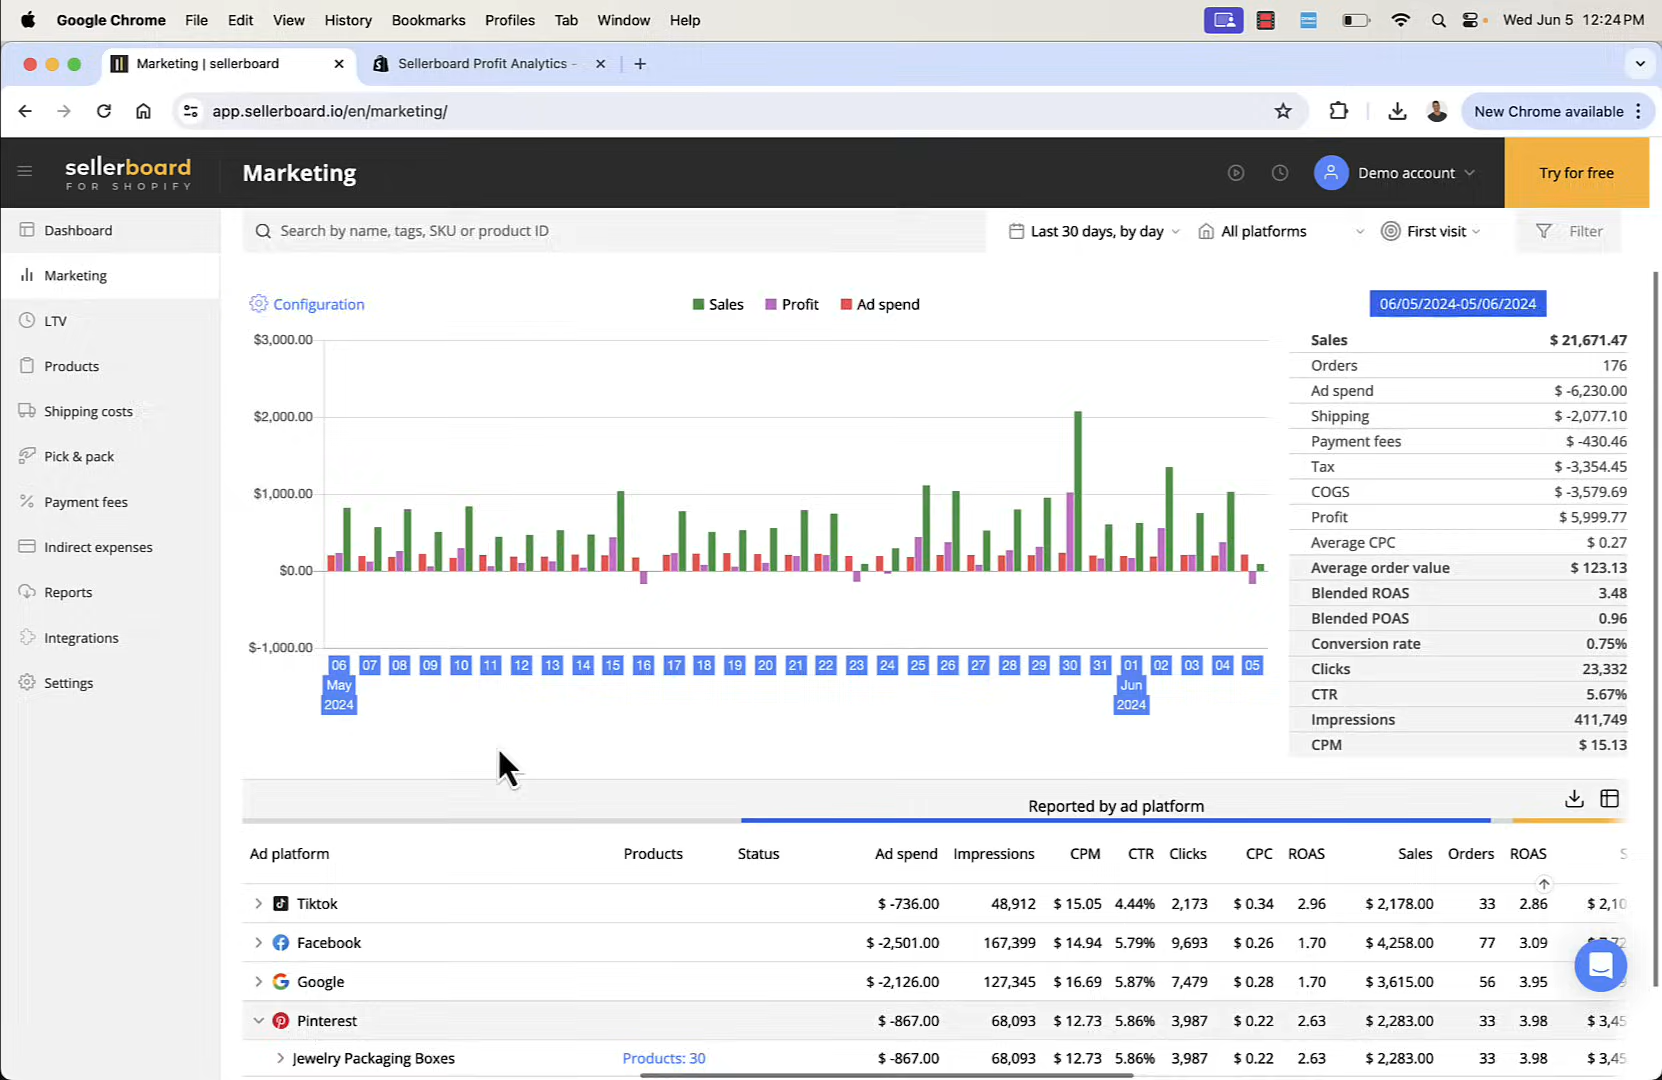 Google Chrome File Edit View History Bookmarks Profiles Tab Window Help Wed Jun 5 12:24 PM
Marketing | sellerboard Sellerboard Profit Analytics -
app.sellerboard.io/en/marketing/ New Chrome available
sellerboard
FOR SHOPIFY
Marketing
Demo account
Try for free
Dashboard
Marketing
LTV
Products
Shipping costs
Pick & pack
Payment fees
Indirect expenses
Reports
Integrations
Settings
Search by name, tags, SKU or product ID
Last 30 days, by day
All platforms
First visit
Filter
Configuration
Sales Profit Ad spend
$3,000.00
$2,000.00
$1,000.00
$0.00
$-1,000.00
06 07 08 09 10 11 12 13 14 15 16 17 18 19 20 21 22 23 24 25 26 27 28 29 30 31 01 02 03 04 05
May Jun
2024 2024
06/05/2024-05/06/2024
Sales $ 21,671.47
Orders 176
Ad spend $ -6,230.00
Shipping $ -2,077.10
Payment fees $ -430.46
Tax $ -3,354.45
COGS $ -3,579.69
Profit $ 5,999.77
Average CPC $ 0.27
Average order value $ 123.13
Blended ROAS 3.48
Blended POAS 0.96
Conversion rate 0.75%
Clicks 23,332
CTR 5.67%
Impressions 411,749
CPM $ 15.13
Reported by ad platform
Ad platform Products Status Ad spend Impressions CPM CTR Clicks CPC ROAS Sales Orders ROAS S
Tiktok $ -736.00 48,912 $ 15.05 4.44% 2,173 $ 0.34 2.96 $ 2,178.00 33 2.86 $ 2,10
Facebook $ -2,501.00 167,399 $ 14.94 5.79% 9,693 $ 0.26 1.70 $ 4,258.00 77 3.09
Google $ -2,126.00 127,345 $ 16.69 5.87% 7,479 $ 0.28 1.70 $ 3,615.00 56 3.95
Pinterest $ -867.00 68,093 $ 12.73 5.86% 3,987 $ 0.22 2.63 $ 2,283.00 33 3.98 $ 3,45
Jewelry Packaging Boxes Products: 30 $ -867.00 68,093 $ 12.73 5.86% 3,987 $ 0.22 2.63 $ 2,283.00 33 3.98 $ 3,45